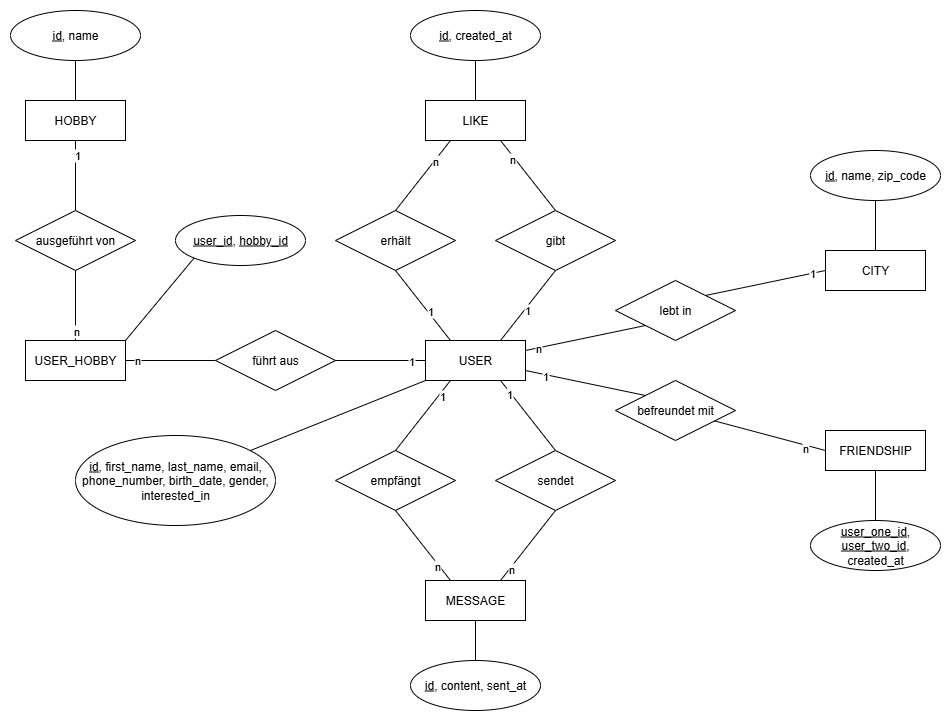 id, name
id, created_at
HOBBY
LIKE
1
n
n
id, name, zip_code
ausgeführt von
user_id, hobby_id
erhält
gibt
CITY
1
lebt in
1
1
n
n
USER_HOBBY
n
führt aus
1
USER
1
befreundet mit
1
1
n
FRIENDSHIP
id, first_name, last_name, email,
phone_number, birth_date, gender,
interested_in
empfängt
sendet
user_one_id,
user_two_id,
created_at
n
n
MESSAGE
id, content, sent_at